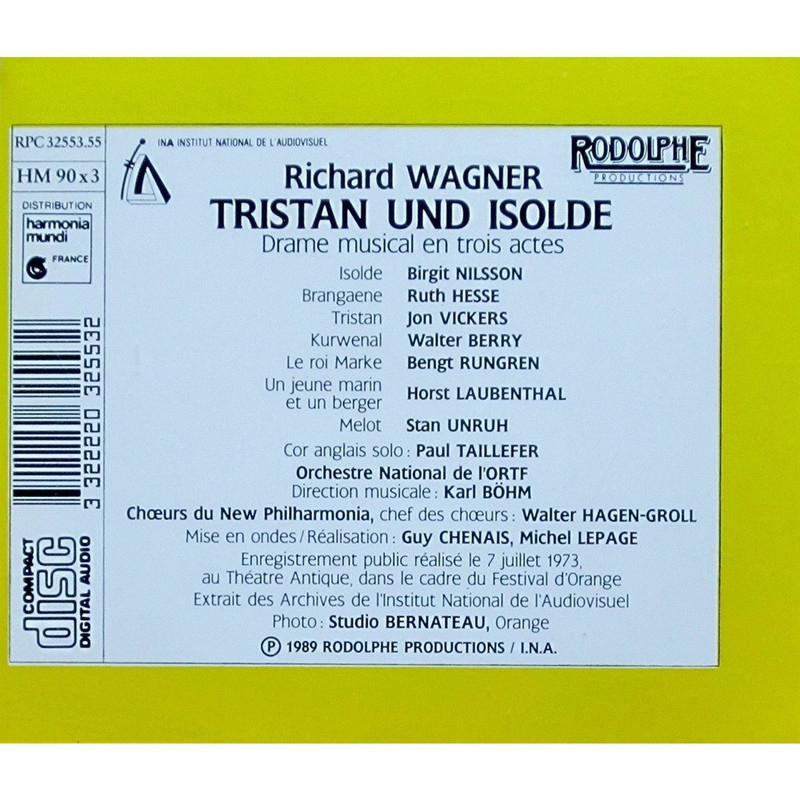 RPC 32553.55
HM 90 x 3
DISTRIBUTION
harmonia
mundi
FRANCE
3 322220 325532
COMPACT
disc
DIGITAL AUDIO
INA INSTITUT NATIONAL DE L'AUDIOVISUEL
RODOLPHE
PRODUCTIONS
Richard WAGNER
TRISTAN UND ISOLDE
Drame musical en trois actes
Isolde Birgit NILSSON
Brangaene Ruth HESSE
Tristan Jon VICKERS
Kurwenal Walter BERRY
Le roi Marke Bengt RUNGREN
Un jeune marin
et un berger Horst LAUBENTHAL
Melot Stan UNRUH
Cor anglais solo : Paul TAILLEFER
Orchestre National de l'ORTF
Direction musicale : Karl BÖHM
Chœurs du New Philharmonia, chef des chœurs : Walter HAGEN-GROLL
Mise en ondes / Réalisation : Guy CHENAIS, Michel LEPAGE
Enregistrement public réalisé le 7 juillet 1973,
au Théatre Antique, dans le cadre du Festival d'Orange
Extrait des Archives de l'Institut National de l'Audiovisuel
Photo : Studio BERNATEAU, Orange
Ⓟ 1989 RODOLPHE PRODUCTIONS / I.N.A.